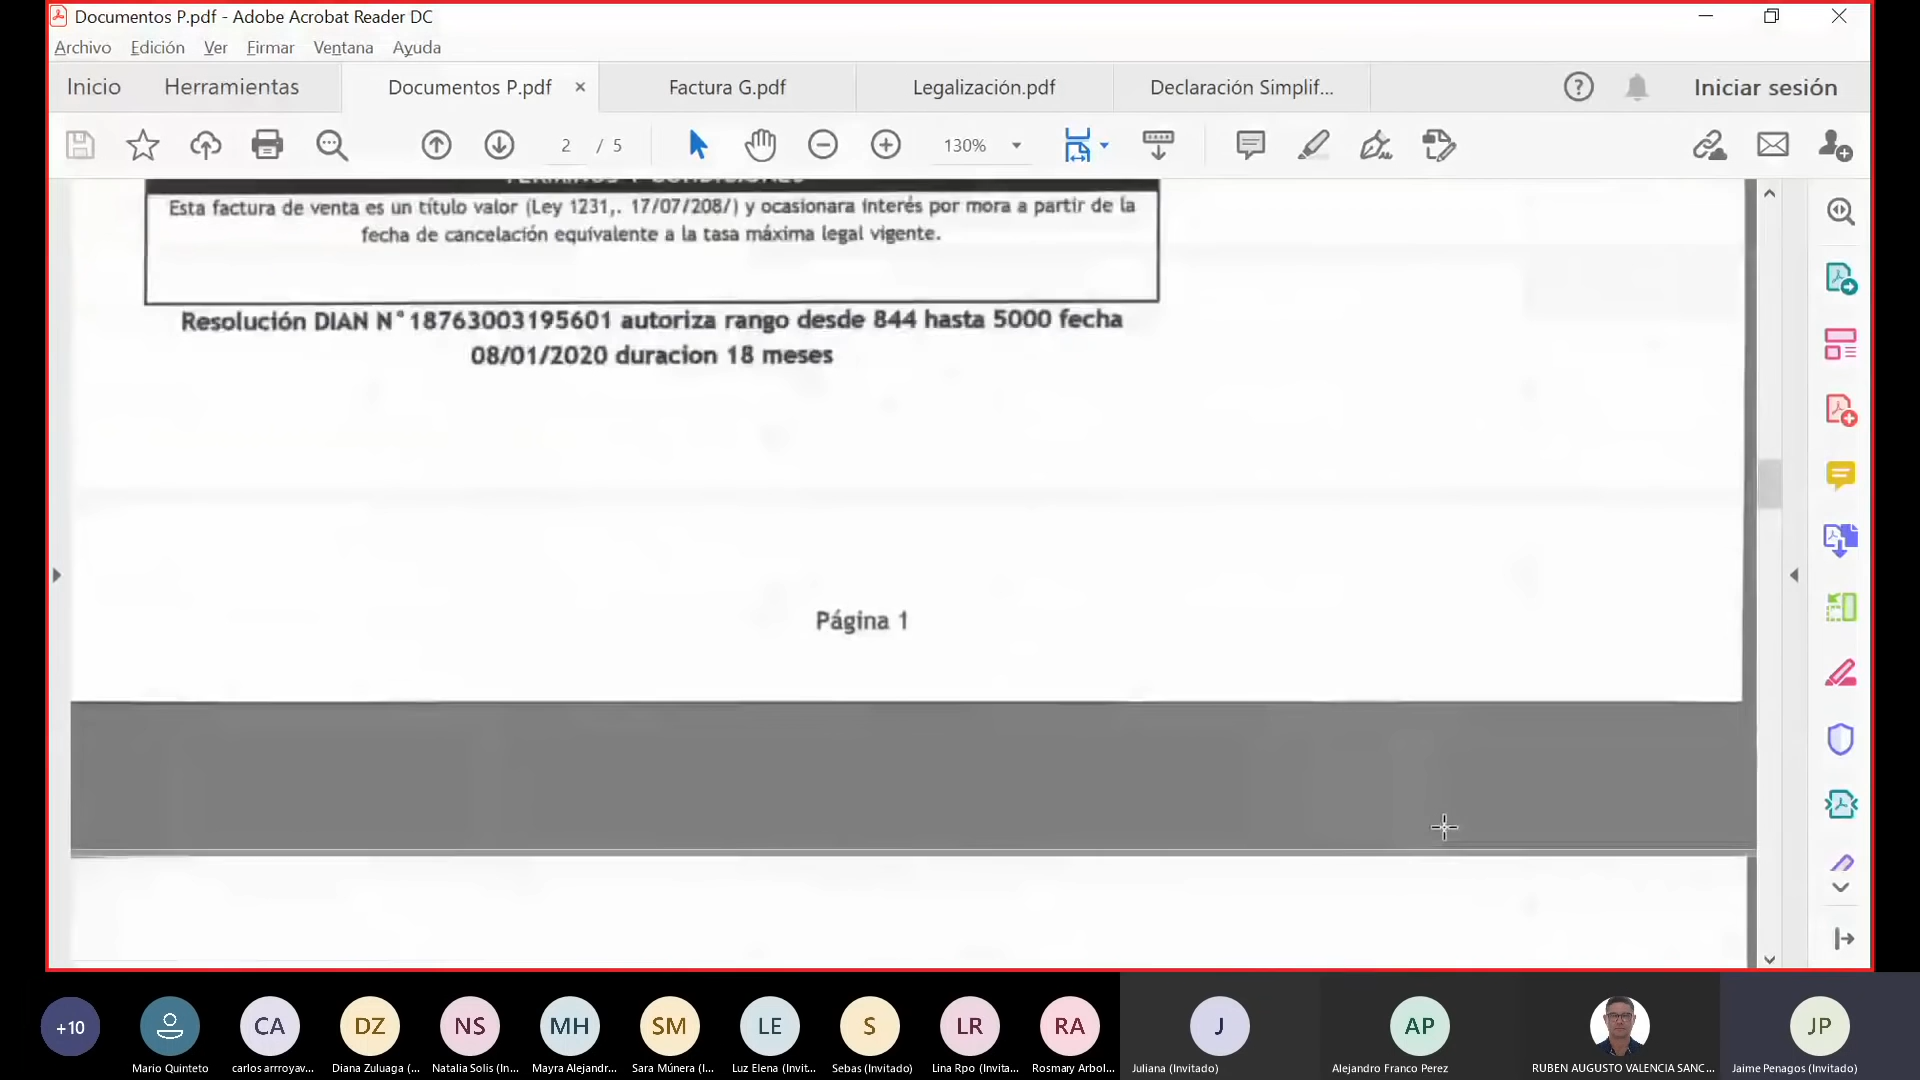 Documentos P.pdf - Adobe Acrobat Reader DC
Archivo Edición Ver Firmar Ventana Ayuda
Inicio Herramientas Documentos P.pdf × Factura G.pdf Legalización.pdf Declaración Simplif... Iniciar sesión
2 / 5 130%
TERMINOS Y CONDICIONES
Esta factura de venta es un título valor (Ley 1231,. 17/07/208/) y ocasionara interés por mora a partir de la
fecha de cancelación equivalente a la tasa máxima legal vigente.
Resolución DIAN N°18763003195601 autoriza rango desde 844 hasta 5000 fecha
08/01/2020 duracion 18 meses
Página 1
+10 CA DZ NS MH SM LE S LR RA J AP JP
Mario Quinteto carlos arrroyav... Diana Zuluaga (... Natalia Solis (In... Mayra Alejandr... Sara Múnera (I... Luz Elena (Invit... Sebas (Invitado) Lina Rpo (Invita... Rosmary Arbol... Juliana (Invitado) Alejandro Franco Perez RUBEN AUGUSTO VALENCIA SANC... Jaime Penagos (Invitado)